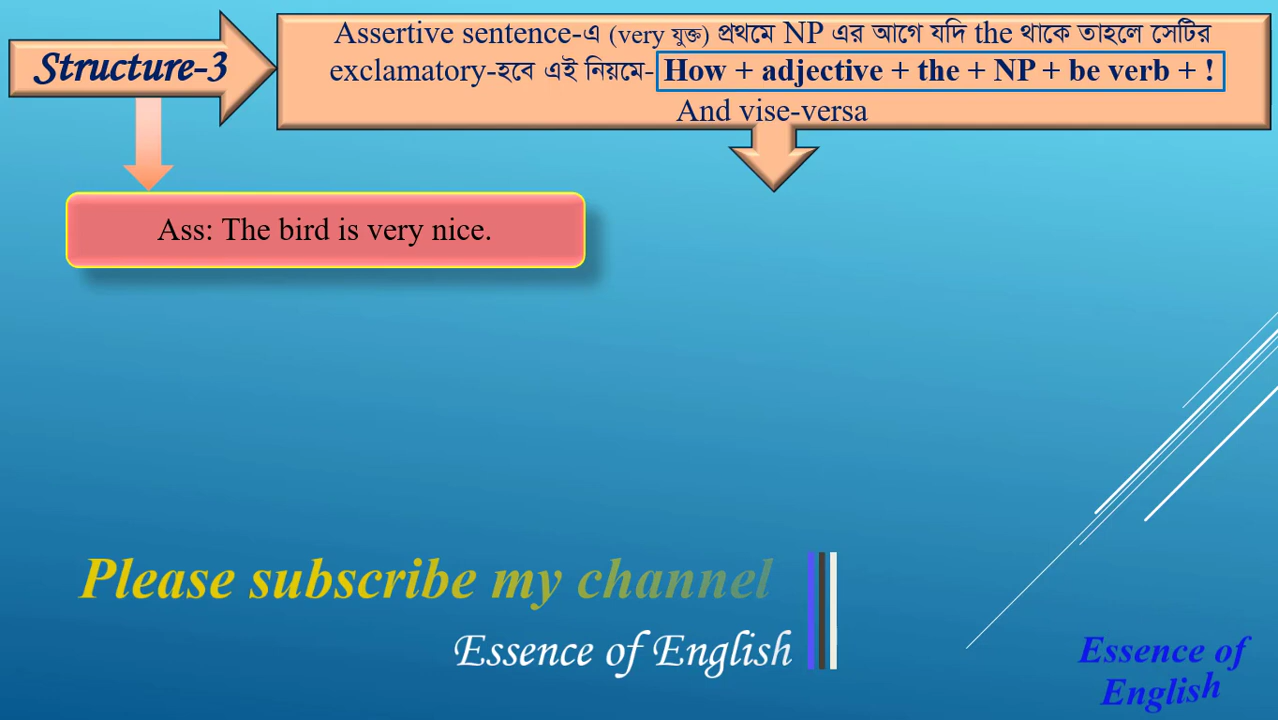 Structure-3
Assertive sentence-এ (very যুক্ত) প্রথমে NP এর আগে যদি the থাকে তাহলে সেটির
exclamatory-হবে এই নিয়মে- How + adjective + the + NP + be verb + !
And vise-versa
Ass: The bird is very nice.
Please subscribe my channel
Essence of English
Essence of
English